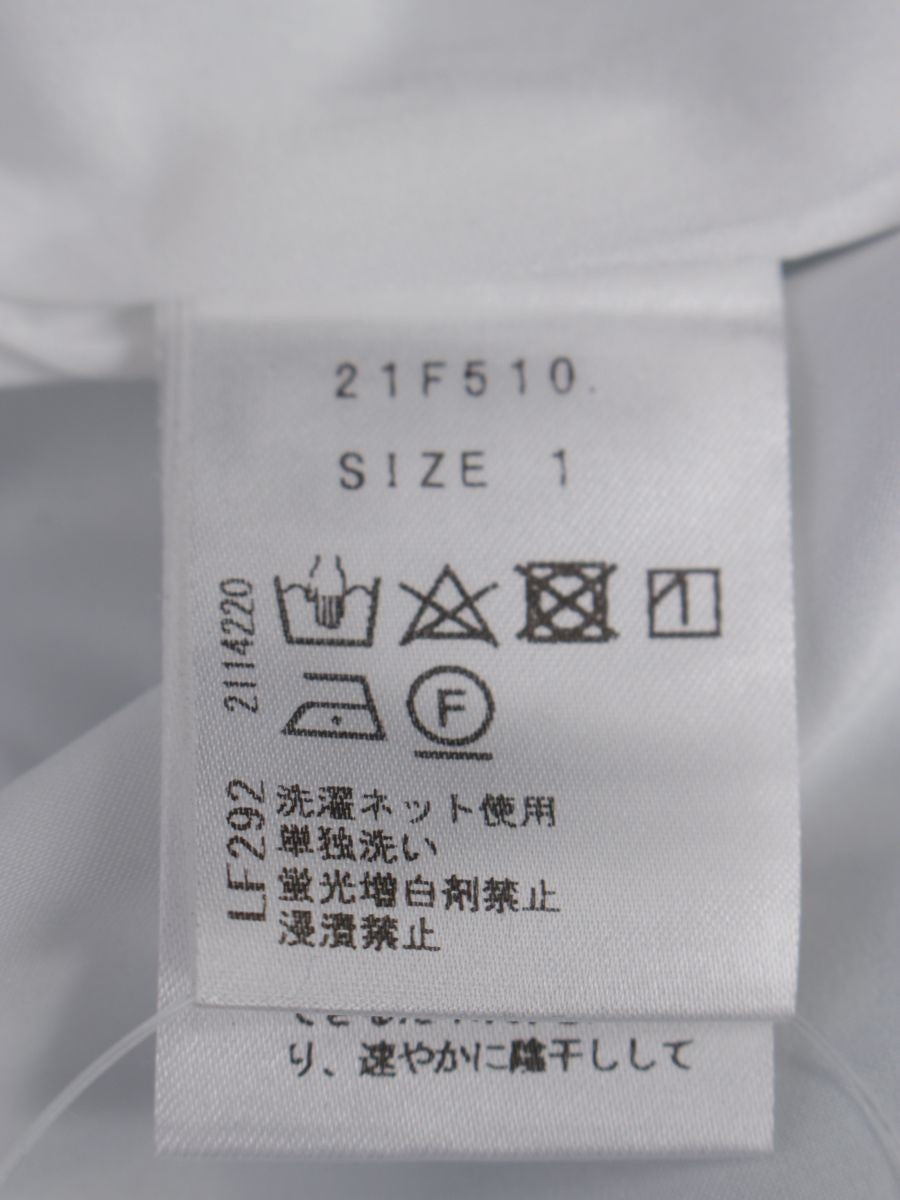 21F510
SIZE 1
2114220
F
LF292
洗濯ネット使用
単独洗い
蛍光増白剤禁止
浸漬禁止
り、速やかに陰干しして